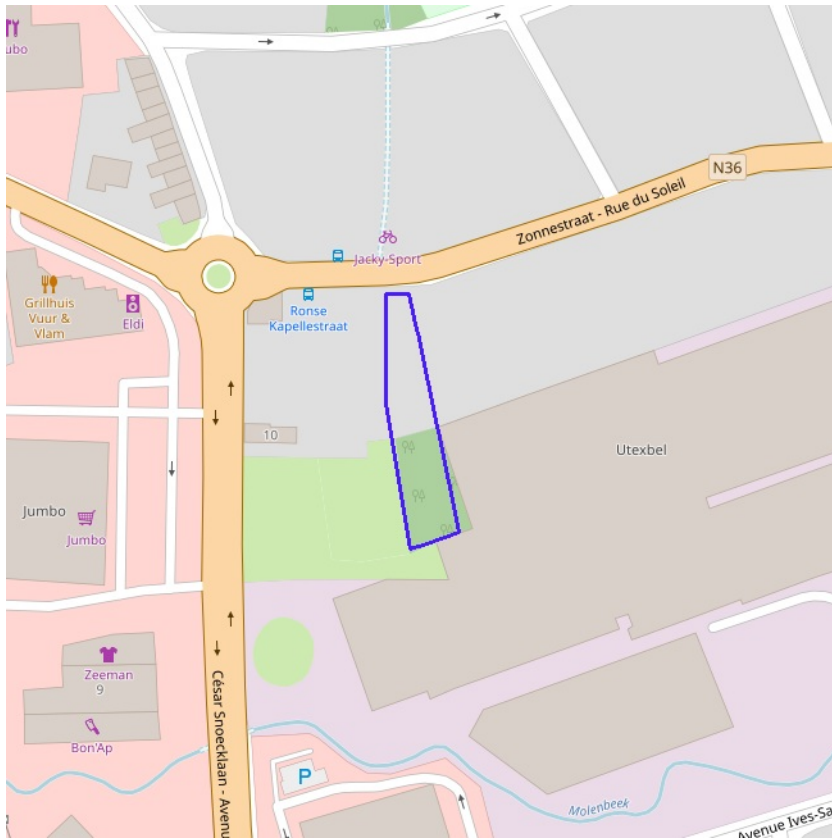 ubo
N36
Zonnestraat - Rue du Soleil
Jacky-Sport
Grillhuis
Vuur &
Vlam
Eldi
Ronse
Kapellestraat
10
Utexbel
Jumbo
Jumbo
Zeeman
9
Bon'Ap
César Snoecklaan - Avenu
P
Molenbeek
Avenue Ives-Sa